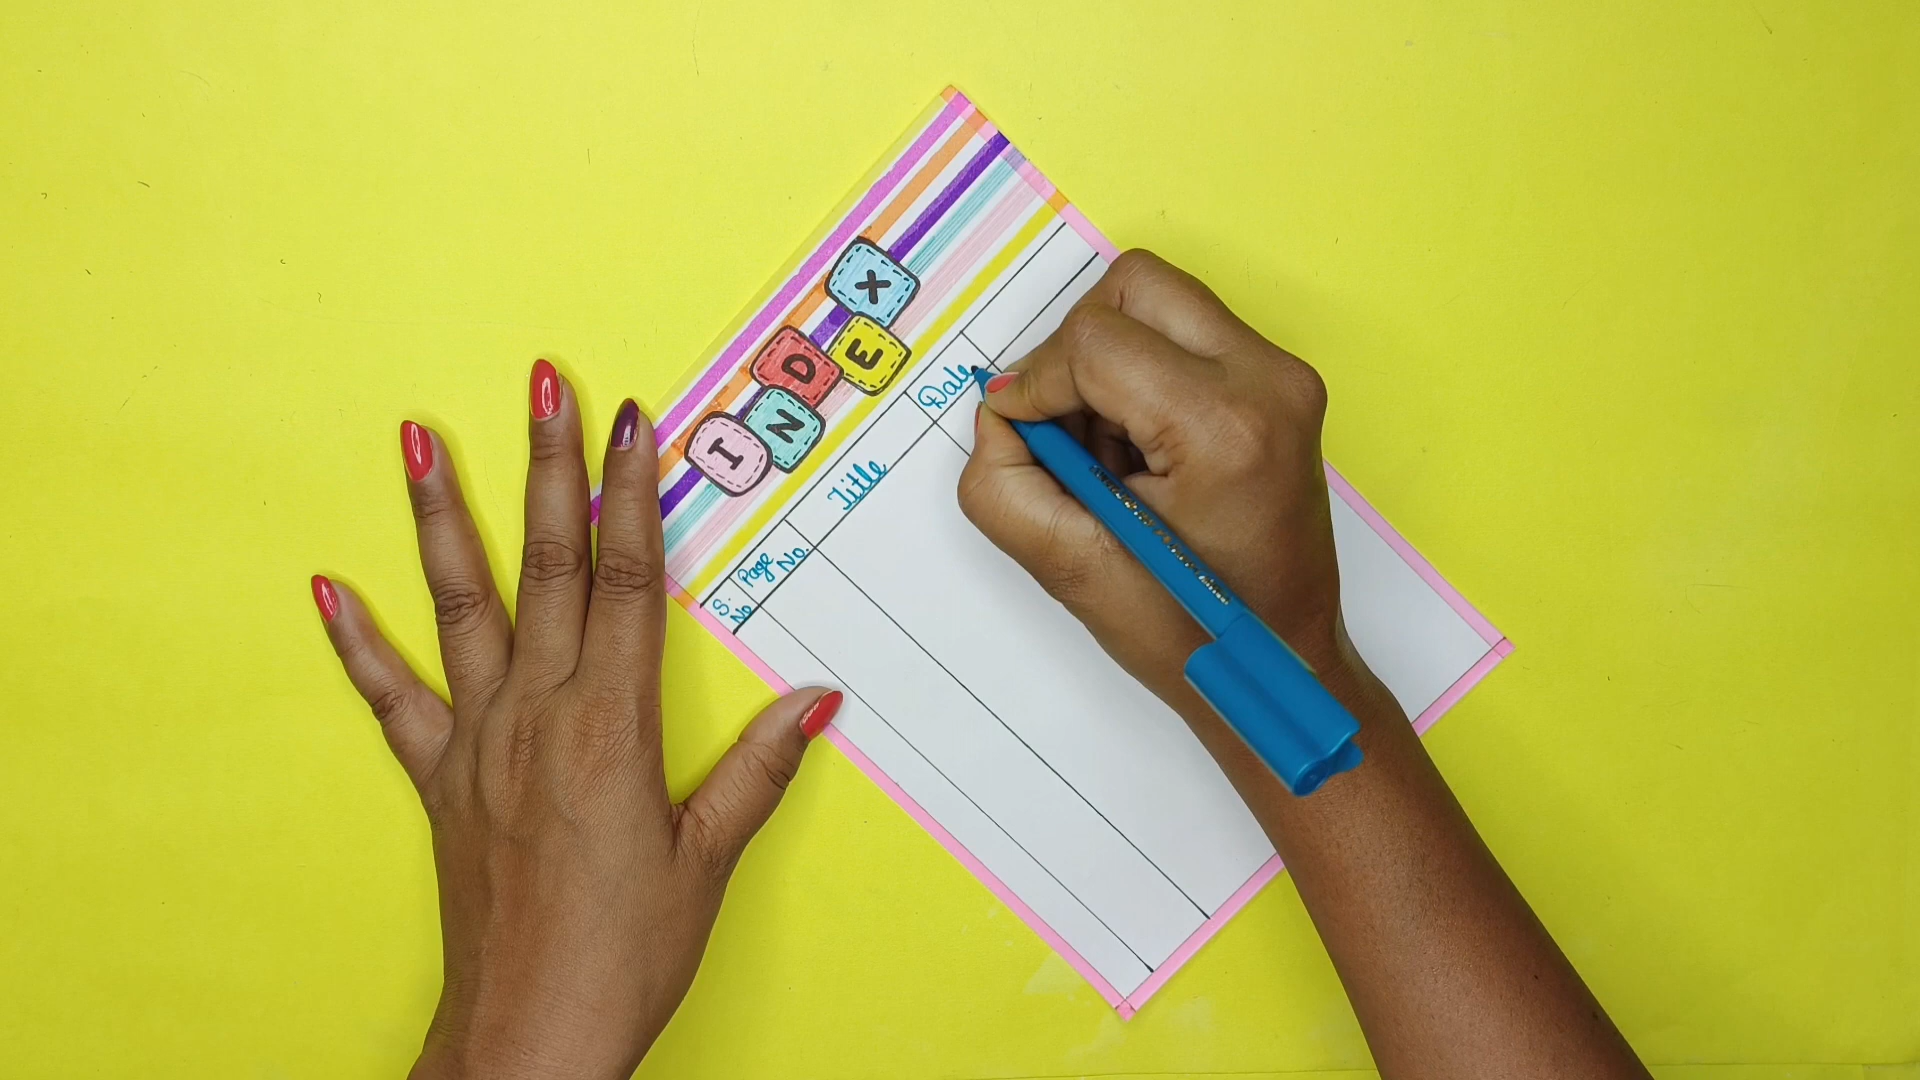 INDEX
S.
No
Page
No.
Title
Date